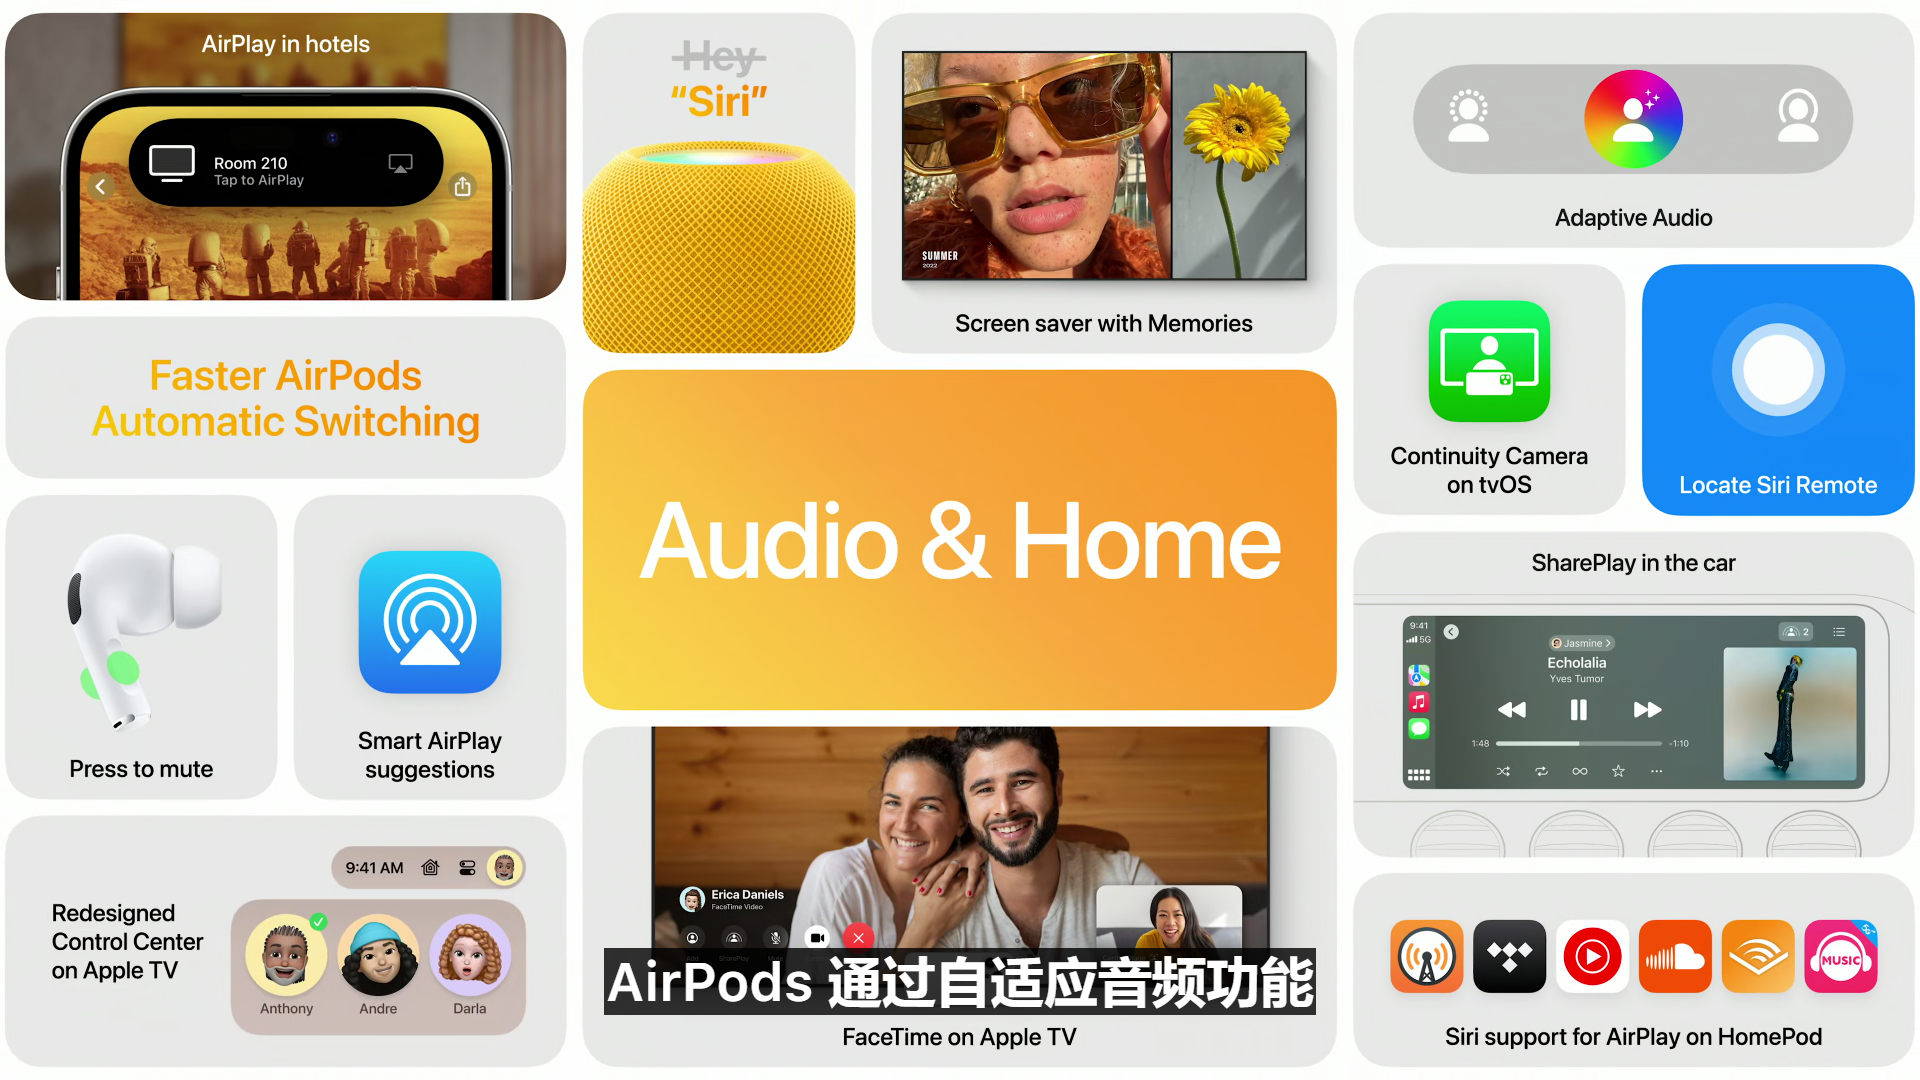 AirPlay in hotels
Room 210
Tap to AirPlay
Hey
“Siri”
SUMMER
2022
Screen saver with Memories
Adaptive Audio
Faster AirPods
Automatic Switching
Continuity Camera
on tvOS
Locate Siri Remote
Audio & Home
Press to mute
Smart AirPlay
suggestions
SharePlay in the car
9:41
5G
Jasmine
2
Echolalia
Yves Tumor
1:48
-1:10
Redesigned
Control Center
on Apple TV
9:41 AM
Anthony
Andre
Darla
Erica Daniels
FaceTime Video
AirPods 通过自适应音频功能
FaceTime on Apple TV
MUSIC
Siri support for AirPlay on HomePod